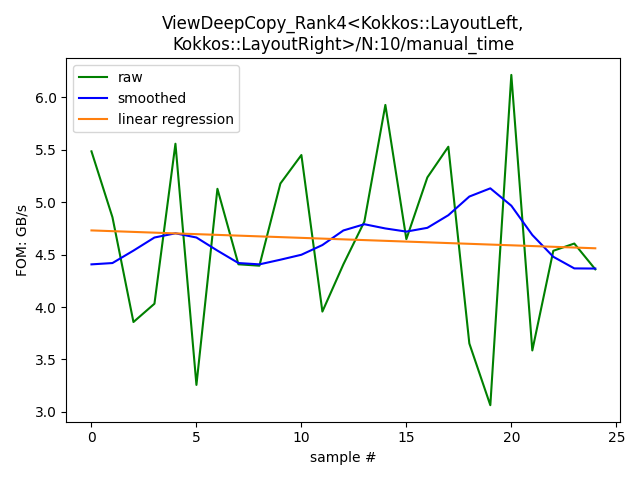 ViewDeepCopy_Rank4<Kokkos::LayoutLeft,
Kokkos::LayoutRight>/N:10/manual_time
raw
smoothed
linear regression
FOM: GB/s
6.0
5.5
5.0
4.5
4.0
3.5
3.0
0 5 10 15 20 25
sample #